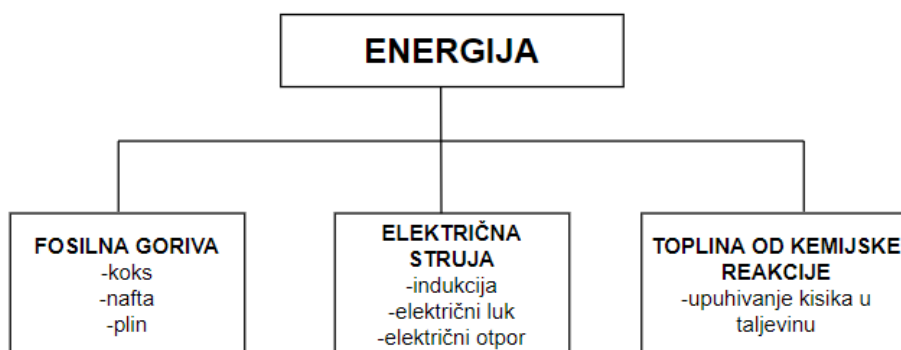 ENERGIJA
FOSILNA GORIVA
-koks
-nafta
-plin
ELEKTRIČNA
STRUJA
-indukcija
-električni luk
-električni otpor
TOPLINA OD KEMIJSKE
REAKCIJE
-upuhivanje kisika u
taljevinu